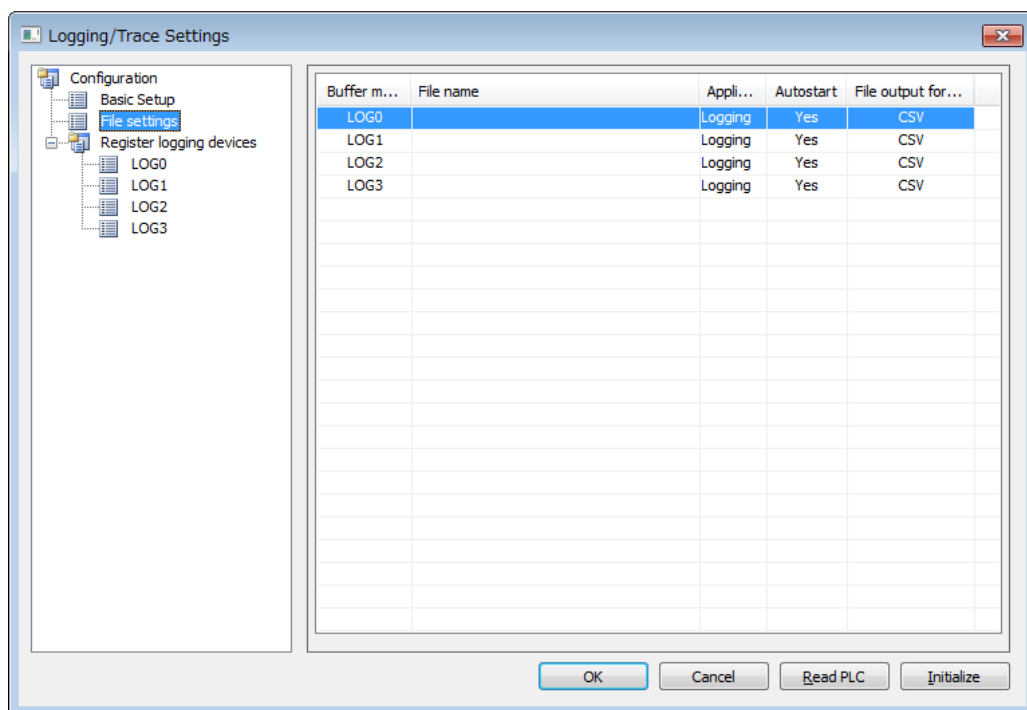 Logging/Trace Settings
Configuration
Basic Setup
File settings
Register logging devices
LOG0
LOG1
LOG2
LOG3
Buffer m... File name Appli... Autostart File output for...
LOG0 Logging Yes CSV
LOG1 Logging Yes CSV
LOG2 Logging Yes CSV
LOG3 Logging Yes CSV
OK Cancel Read PLC Initialize